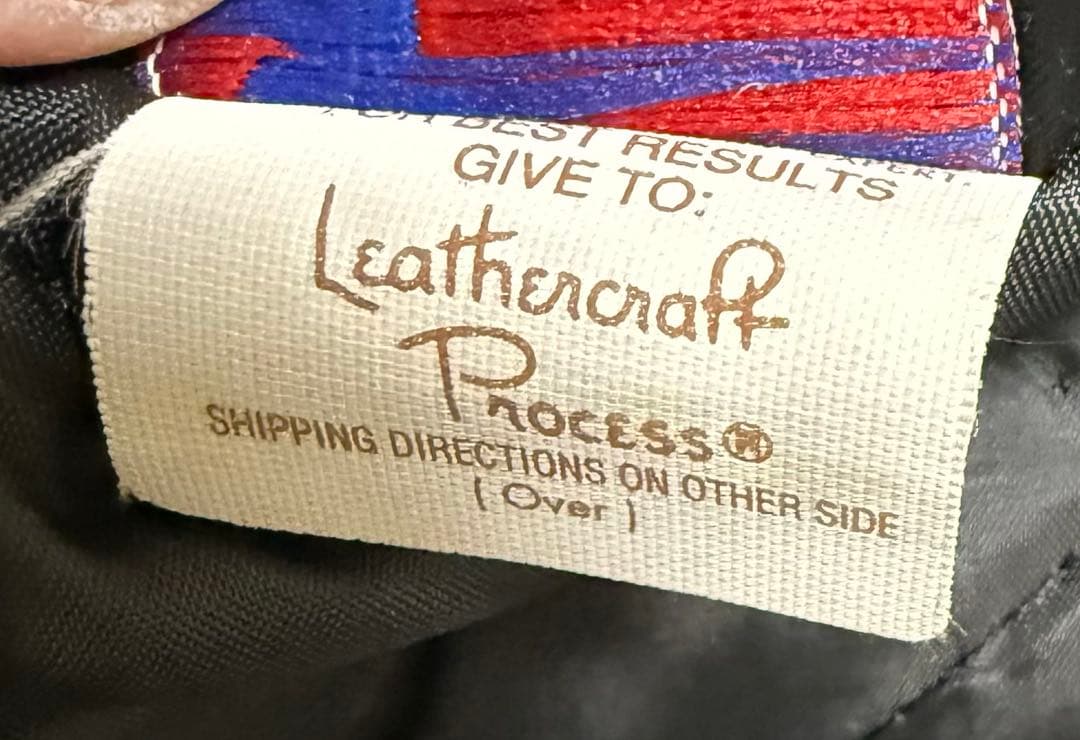 BEST RESULTS
GIVE TO:
Leathercraft
Process®
SHIPPING DIRECTIONS ON OTHER SIDE
(Over)